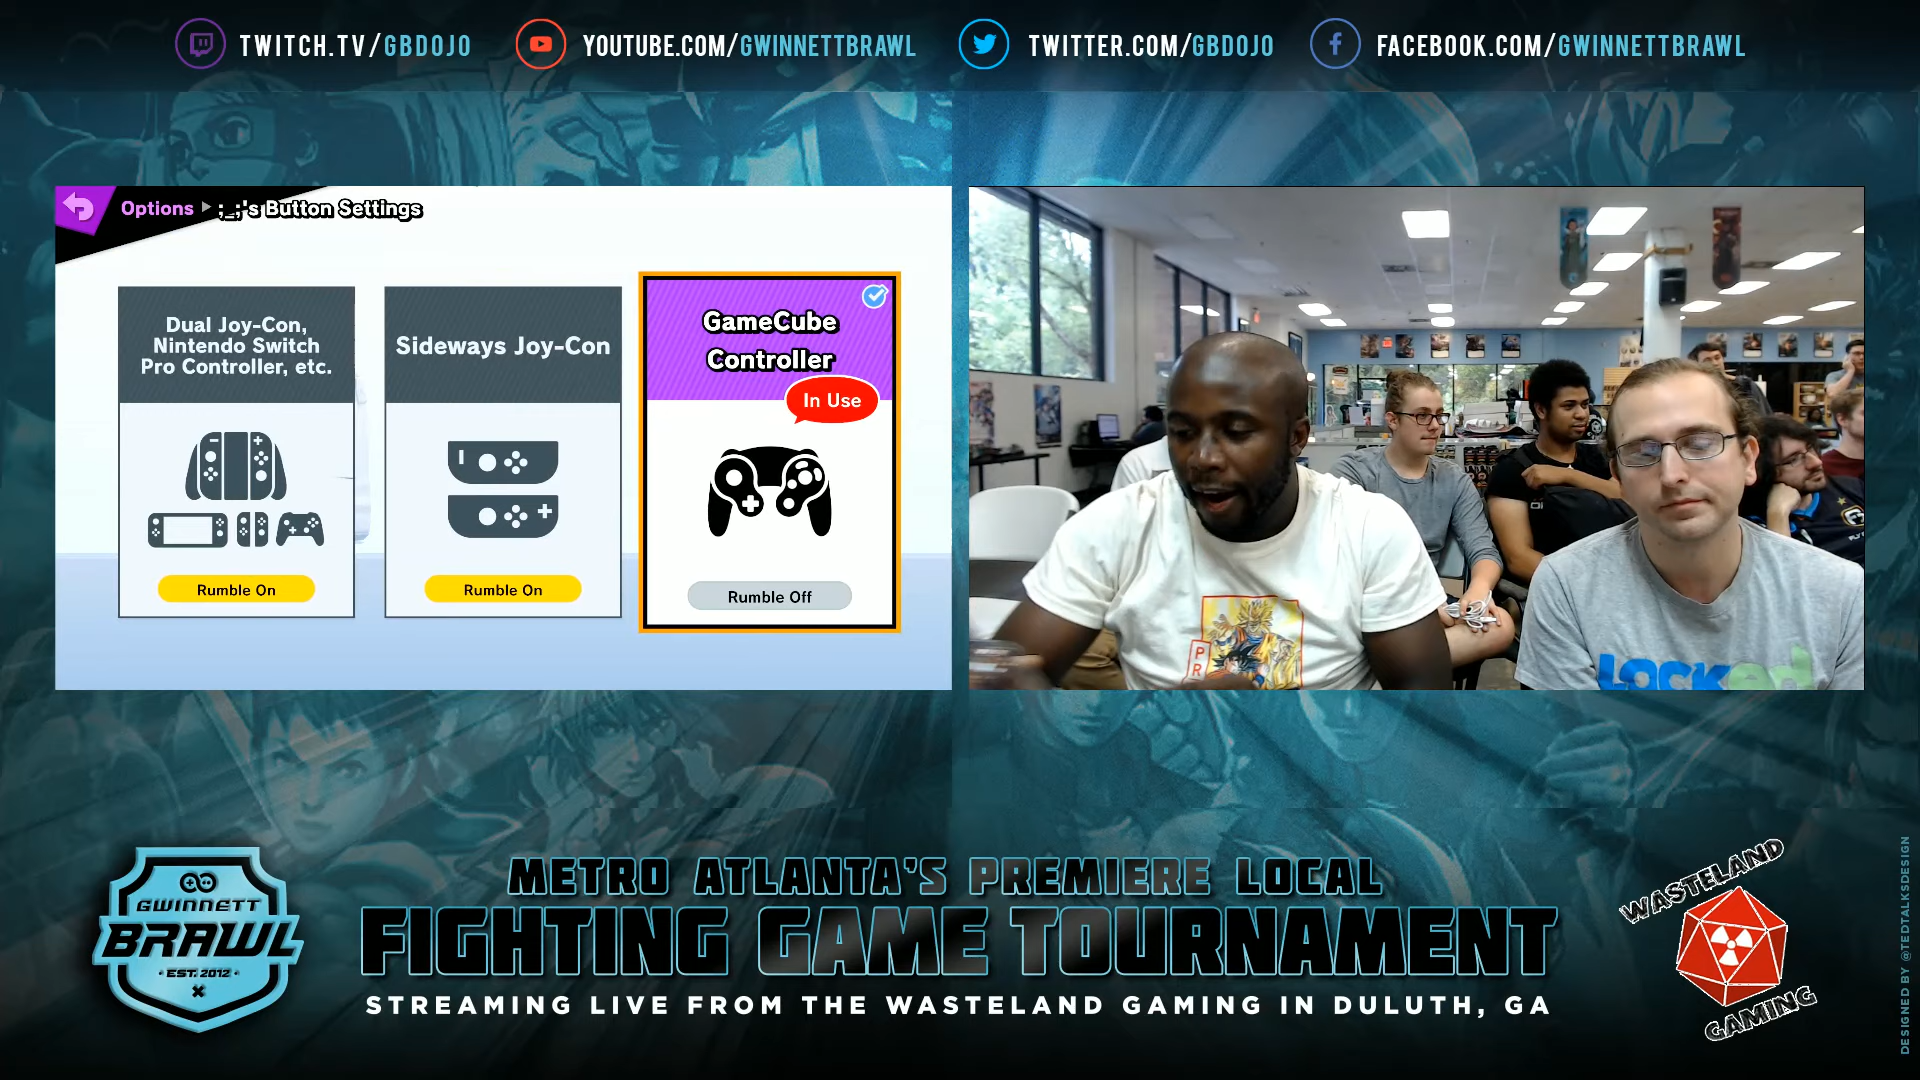 TWITCH.TV/GBDOJO
YOUTUBE.COM/GWINNETTBRAWL
TWITTER.COM/GBDOJO
FACEBOOK.COM/GWINNETTBRAWL
Options ▸ ;_;'s Button Settings
Dual Joy-Con,
Nintendo Switch
Pro Controller, etc.
Rumble On
Sideways Joy-Con
Rumble On
GameCube
Controller
In Use
Rumble Off
PR
LOCKED
GWINNETT
BRAWL
• EST. 2012 •
METRO ATLANTA'S PREMIERE LOCAL
FIGHTING GAME TOURNAMENT
STREAMING LIVE FROM THE WASTELAND GAMING IN DULUTH, GA
WASTELAND
GAMING
DESIGNED BY @TEDTALKSDESIGN